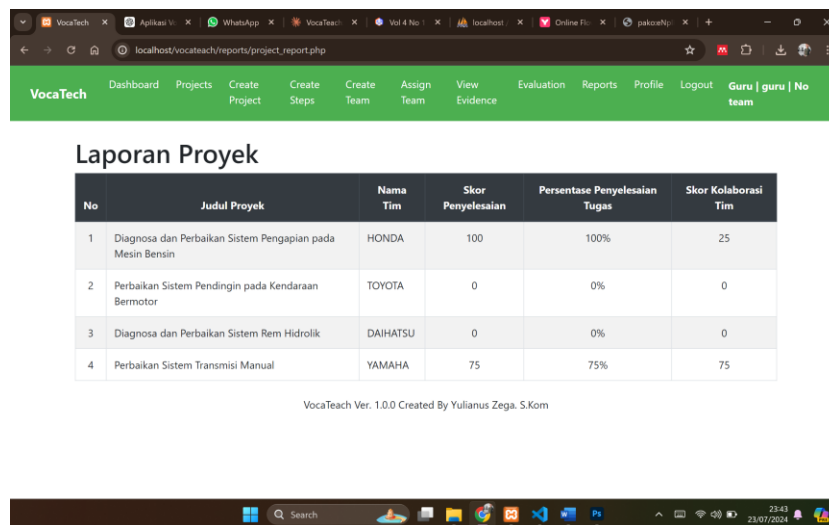 VocaTech
Aplikasi Vo
WhatsApp
VocaTeach
Vol 4 No 1
localhost /
Online Flo
localhost/vocateach/reports/project_report.php
VocaTech
Dashboard
Projects
Create
Project
Create
Steps
Create
Team
Assign
Team
View
Evidence
Evaluation
Reports
Profile
Logout
Guru | guru | No
team
Laporan Proyek
No
Judul Proyek
Nama
Tim
Skor
Penyelesaian
Persentase Penyelesaian
Tugas
Skor Kolaborasi
Tim
1
Diagnosa dan Perbaikan Sistem Pengapian pada
Mesin Bensin
HONDA
100
100%
25
2
Perbaikan Sistem Pendingin pada Kendaraan
Bermotor
TOYOTA
0
0%
0
3
Diagnosa dan Perbaikan Sistem Rem Hidrolik
DAIHATSU
0
0%
0
4
Perbaikan Sistem Transmisi Manual
YAMAHA
75
75%
75
VocaTeach Ver. 1.0.0 Created By Yulianus Zega. S.Kom
Search
23:43
23/07/2024